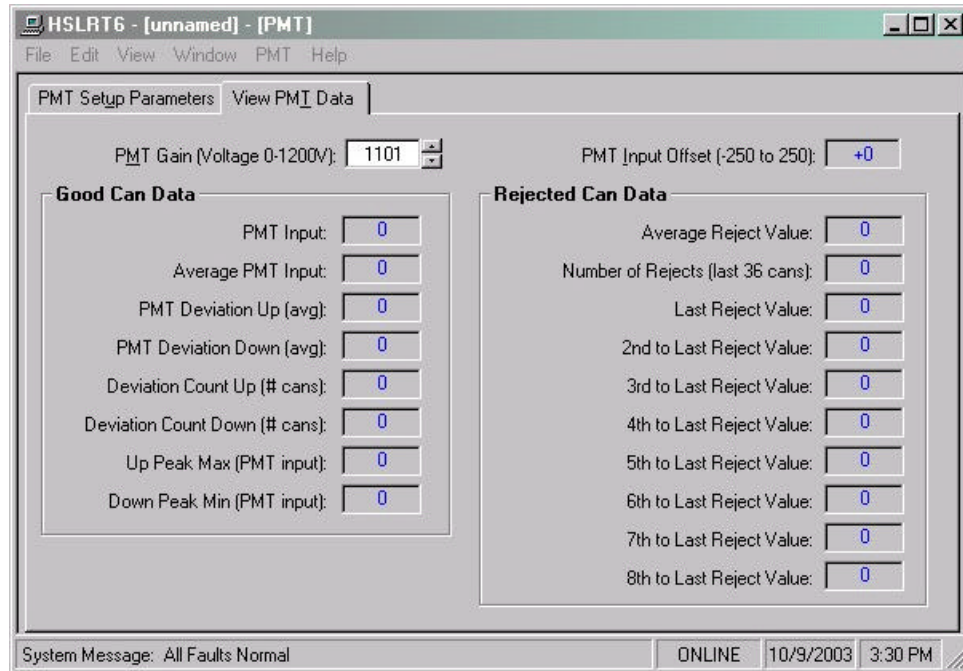 HSLRT6 - [unnamed] - [PMT]
File Edit View Window PMT Help
PMT Setup Parameters View PMT Data
PMT Gain (Voltage 0-1200V): 1101
PMT Input Offset (-250 to 250): +0
Good Can Data
PMT Input: 0
Average PMT Input: 0
PMT Deviation Up (avg): 0
PMT Deviation Down (avg): 0
Deviation Count Up (# cans): 0
Deviation Count Down (# cans): 0
Up Peak Max (PMT input): 0
Down Peak Min (PMT input): 0
Rejected Can Data
Average Reject Value: 0
Number of Rejects (last 36 cans): 0
Last Reject Value: 0
2nd to Last Reject Value: 0
3rd to Last Reject Value: 0
4th to Last Reject Value: 0
5th to Last Reject Value: 0
6th to Last Reject Value: 0
7th to Last Reject Value: 0
8th to Last Reject Value: 0
System Message: All Faults Normal ONLINE 10/9/2003 3:30 PM